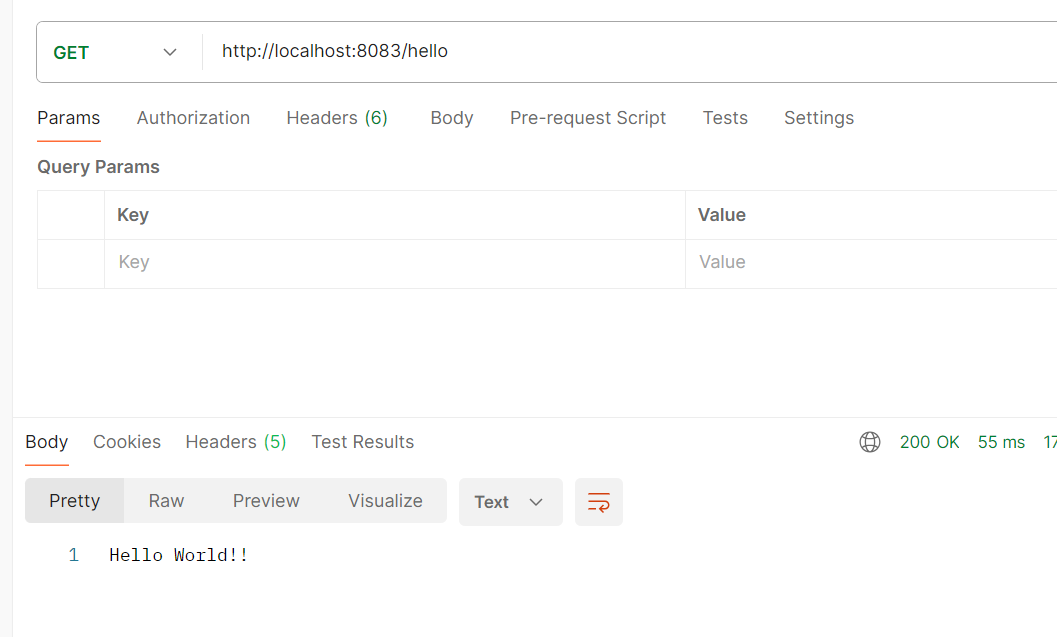 GET http://localhost:8083/hello
Params Authorization Headers (6) Body Pre-request Script Tests Settings
Query Params
Key Value
Key Value
Body Cookies Headers (5) Test Results 200 OK 55 ms 17
Pretty Raw Preview Visualize Text
1 Hello World!!